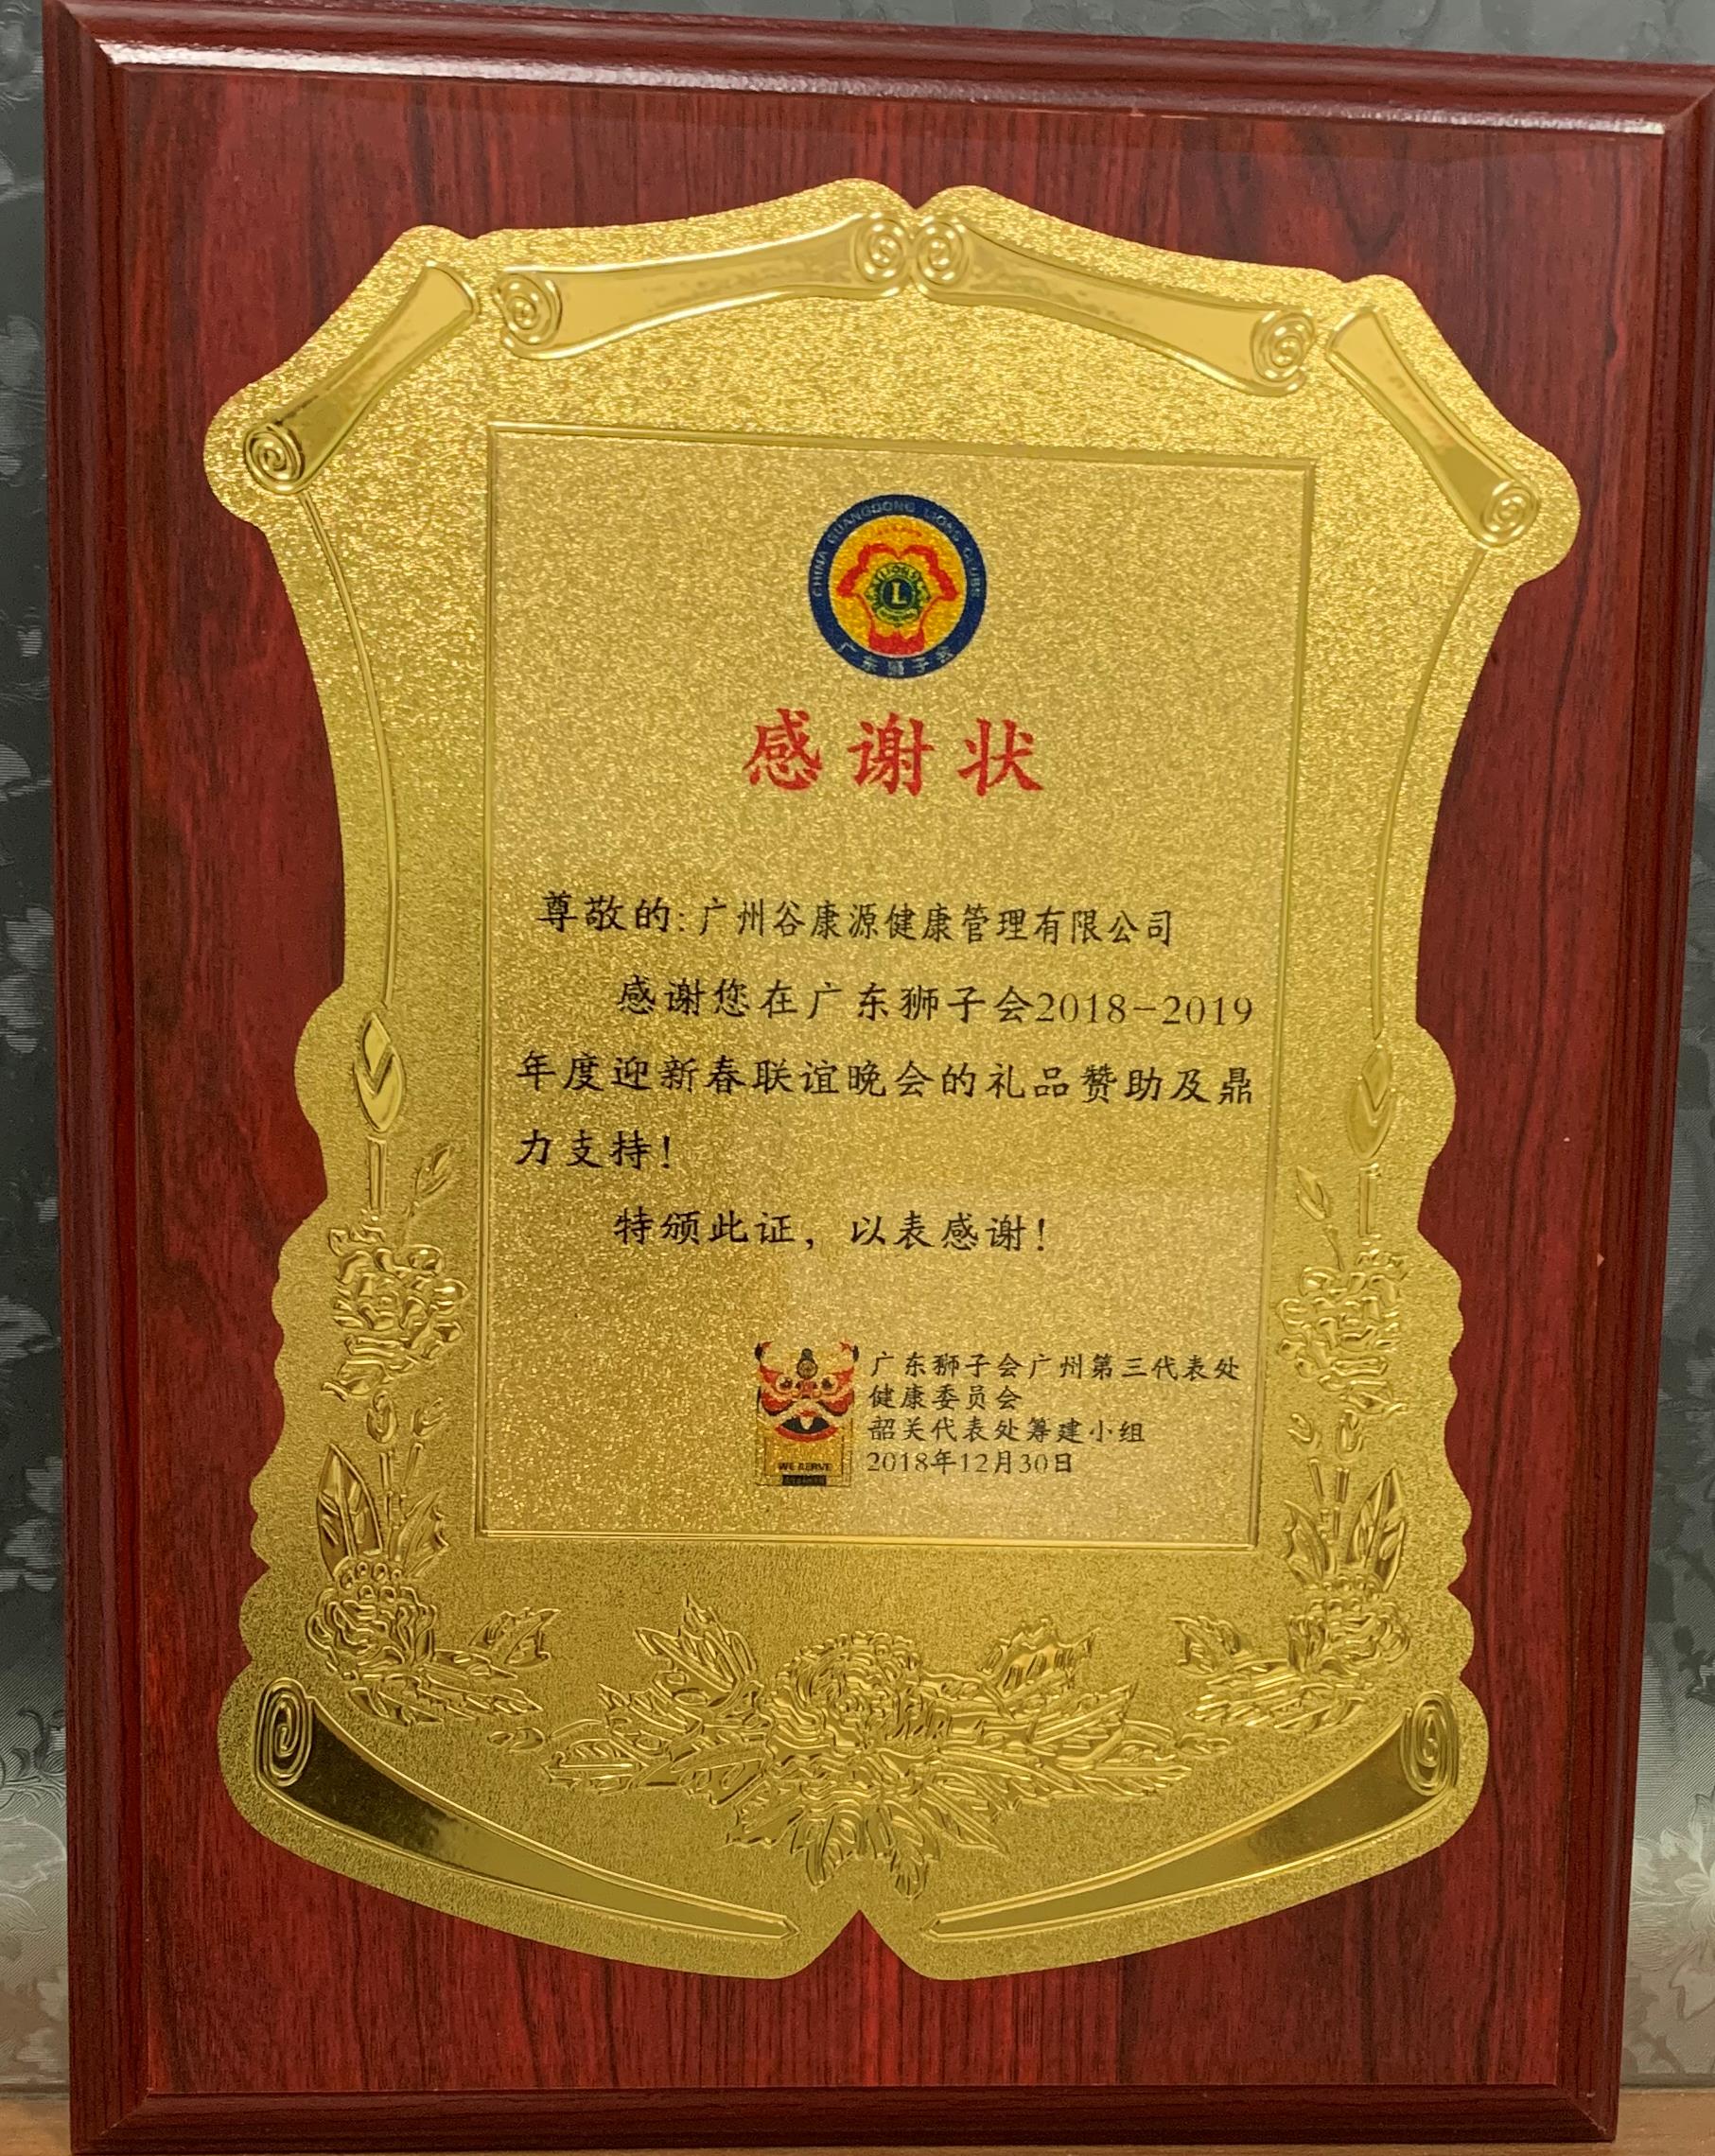 CHINA GUANGDONG LIONS CLUBS
LIONS
L
广东狮子会
感谢状
尊敬的:广州谷康源健康管理有限公司
感谢您在广东狮子会2018-2019
年度迎新春联谊晚会的礼品赞助及鼎
力支持!
特颁此证,以表感谢!
广东狮子会广州第三代表处
健康委员会
韶关代表处筹建小组
2018年12月30日
WE SERVE